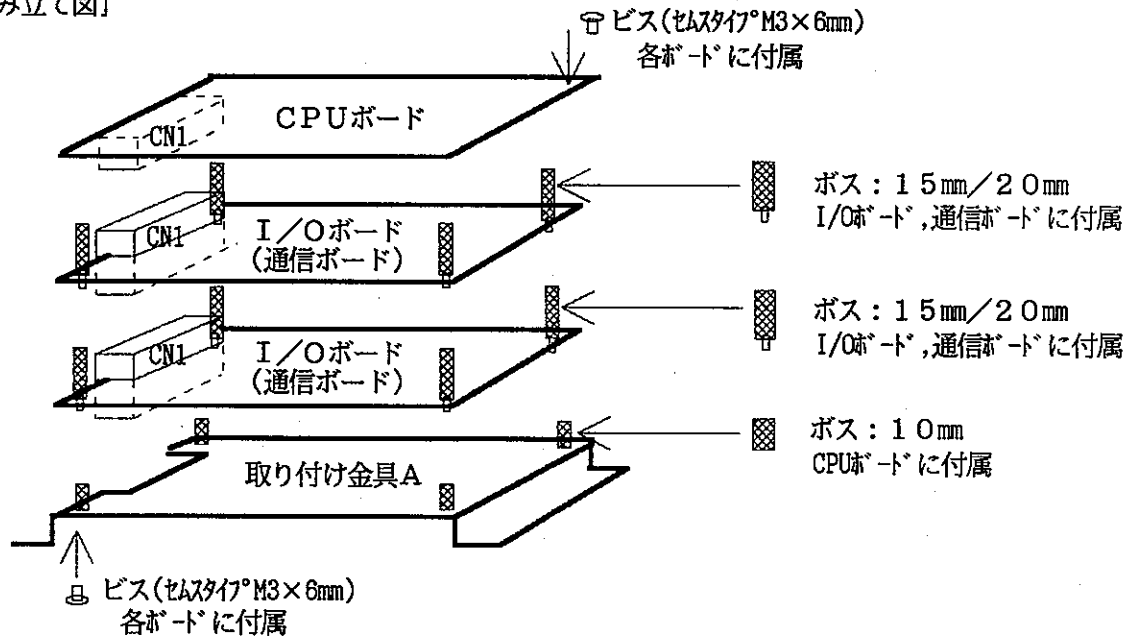 み立て図]
ビス(ｾﾑｽﾀｲﾌﾟM3×6mm)
各ﾎﾞｰﾄﾞに付属
CPUボード
CN1
ボス：15mm／20mm
I/Oﾎﾞｰﾄﾞ,通信ﾎﾞｰﾄﾞに付属
I／Oボード
(通信ボード)
CN1
ボス：15mm／20mm
I/Oﾎﾞｰﾄﾞ,通信ﾎﾞｰﾄﾞに付属
I／Oボード
(通信ボード)
CN1
ボス：10mm
CPUﾎﾞｰﾄﾞに付属
取り付け金具A
ビス(ｾﾑｽﾀｲﾌﾟM3×6mm)
各ﾎﾞｰﾄﾞに付属